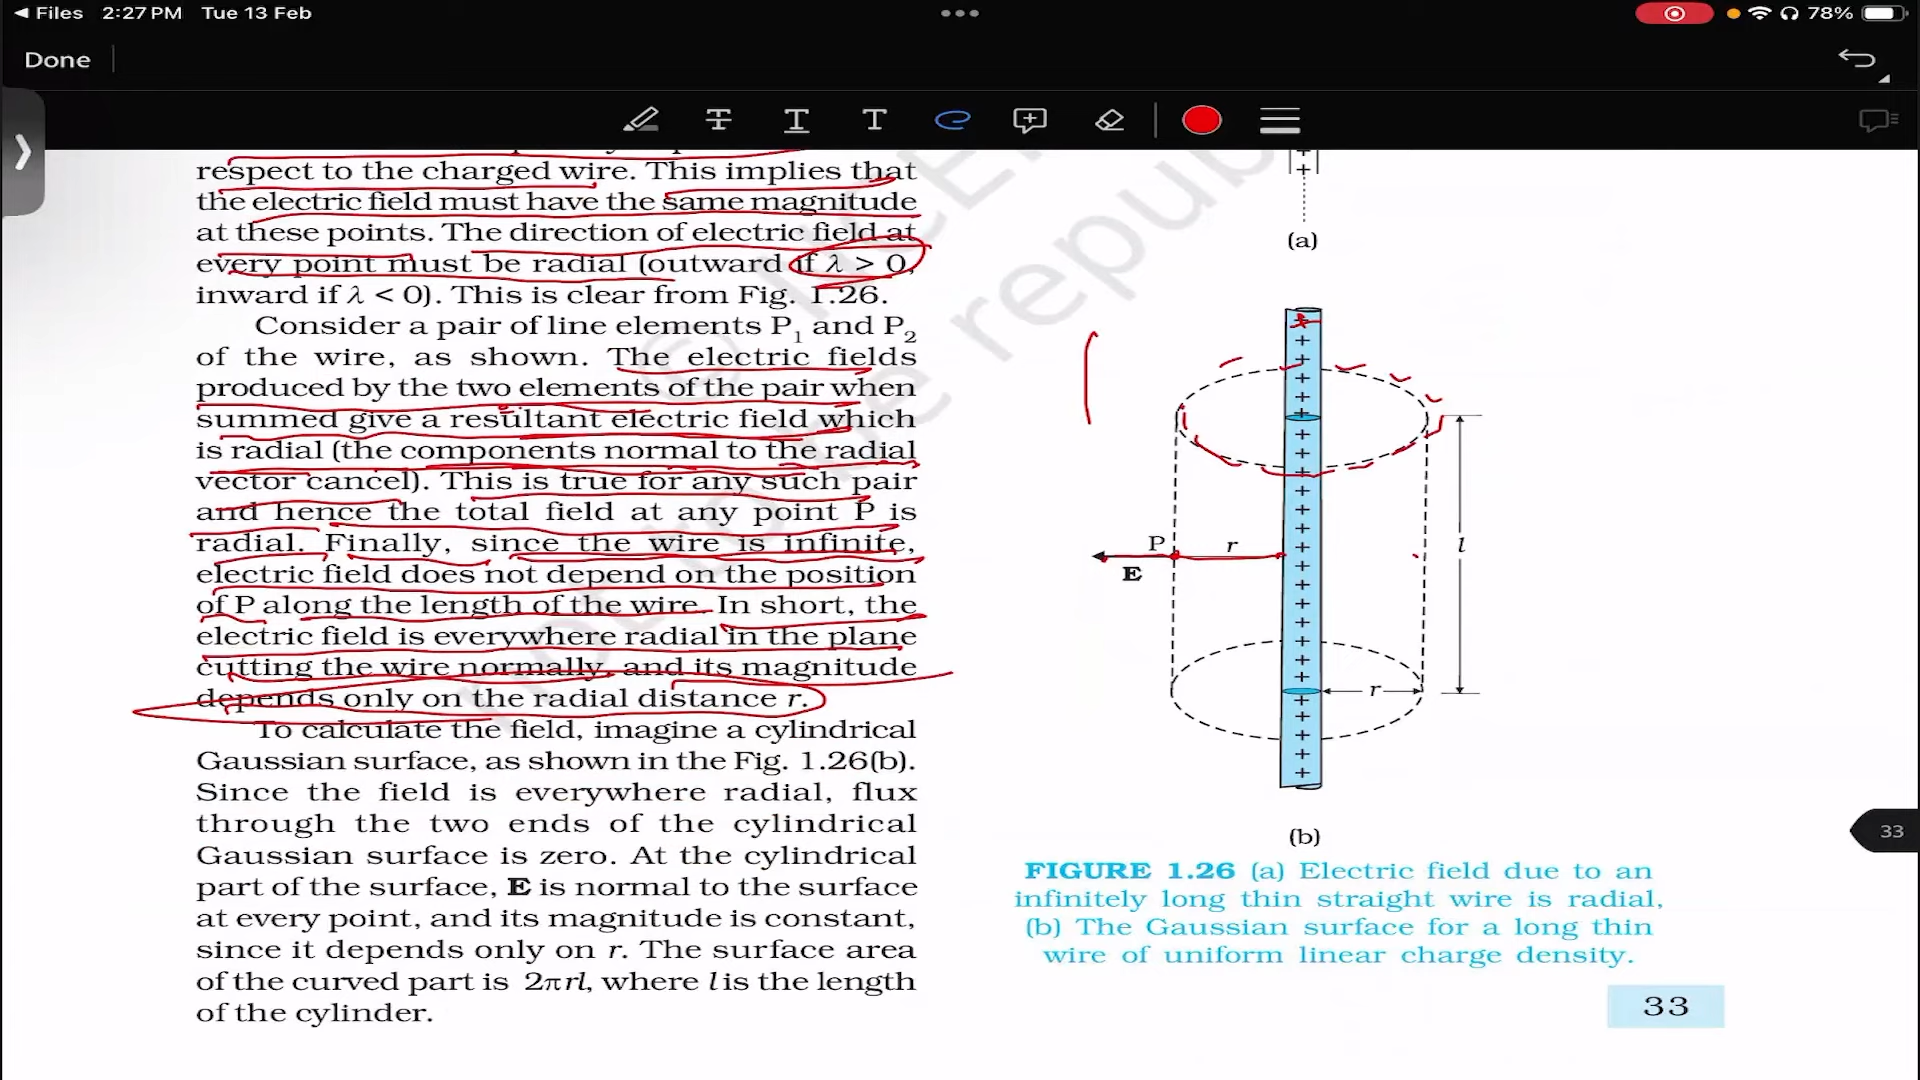 Files 2:27 PM Tue 13 Feb
78%
Done
respect to the charged wire. This implies that
the electric field must have the same magnitude
at these points. The direction of electric field at
every point must be radial (outward if λ > 0,
inward if λ < 0). This is clear from Fig. 1.26.
Consider a pair of line elements P₁ and P₂
of the wire, as shown. The electric fields
produced by the two elements of the pair when
summed give a resultant electric field which
is radial (the components normal to the radial
vector cancel). This is true for any such pair
and hence the total field at any point P is
radial. Finally, since the wire is infinite,
electric field does not depend on the position
of P along the length of the wire. In short, the
electric field is everywhere radial in the plane
cutting the wire normally, and its magnitude
depends only on the radial distance r.
To calculate the field, imagine a cylindrical
Gaussian surface, as shown in the Fig. 1.26(b).
Since the field is everywhere radial, flux
through the two ends of the cylindrical
Gaussian surface is zero. At the cylindrical
part of the surface, E is normal to the surface
at every point, and its magnitude is constant,
since it depends only on r. The surface area
of the curved part is 2πrl, where l is the length
of the cylinder.
(a)
P
r
E
l
r
(b)
FIGURE 1.26 (a) Electric field due to an
infinitely long thin straight wire is radial,
(b) The Gaussian surface for a long thin
wire of uniform linear charge density.
33
33
not to be republ